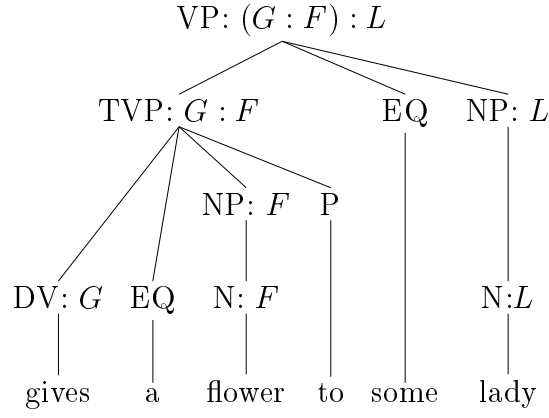 VP: (G : F) : L
TVP: G : F EQ NP: L
NP: F P
DV: G EQ N: F N:L
gives a flower to some lady